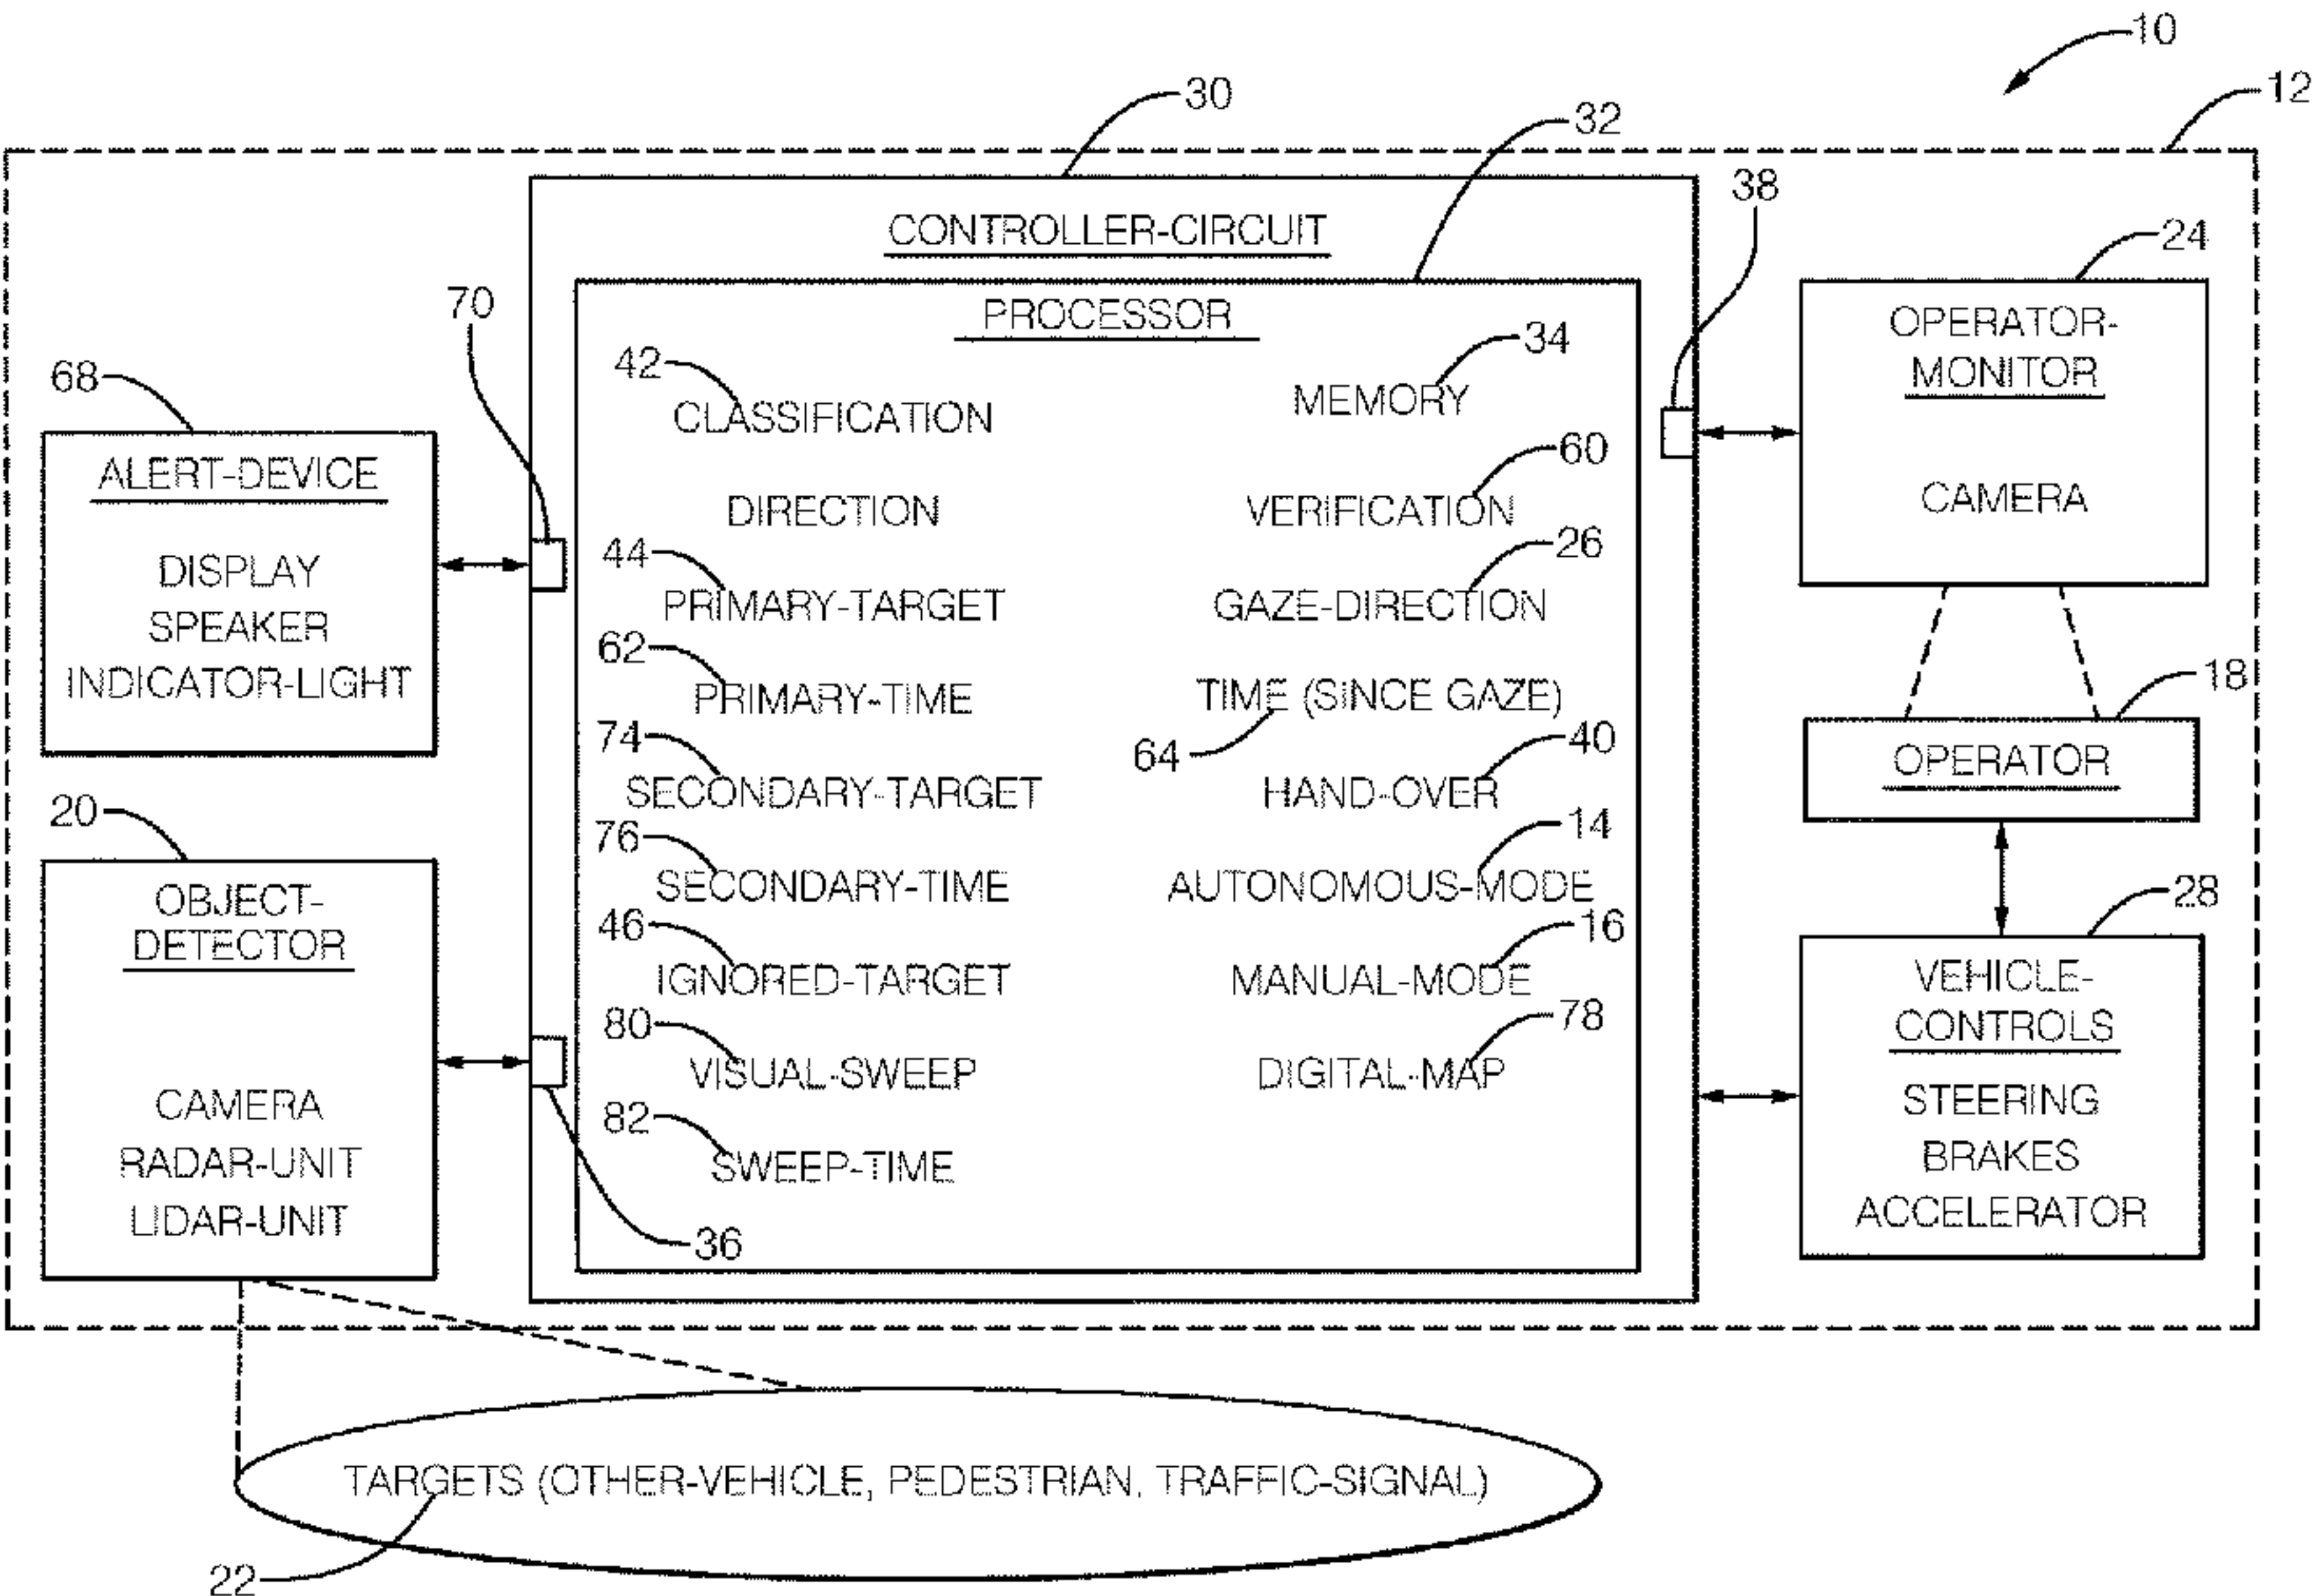 10
12
30
32
38
CONTROLLER-CIRCUIT
24
PROCESSOR
70
34
OPERATOR-
MONITOR
42
68
MEMORY
CLASSIFICATION
60
ALERT-DEVICE
CAMERA
DIRECTION
VERIFICATION
44
26
DISPLAY
SPEAKER
INDICATOR-LIGHT
PRIMARY-TARGET
GAZE-DIRECTION
62
18
PRIMARY-TIME
TIME (SINCE GAZE)
74
64
40
OPERATOR
SECONDARY-TARGET
HAND-OVER
20
76
14
SECONDARY-TIME
AUTONOMOUS-MODE
28
OBJECT-
DETECTOR
46
16
IGNORED-TARGET
MANUAL-MODE
VEHICLE-
CONTROLS
80
78
VISUAL-SWEEP
DIGITAL-MAP
CAMERA
RADAR-UNIT
LIDAR-UNIT
82
SWEEP-TIME
STEERING
BRAKES
ACCELERATOR
36
TARGETS (OTHER-VEHICLE, PEDESTRIAN, TRAFFIC-SIGNAL)
22